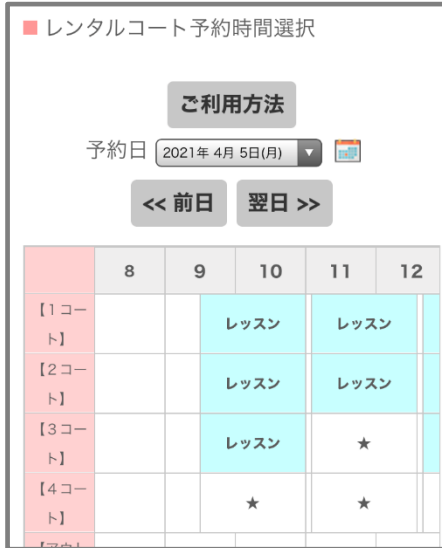 ■ レンタルコート予約時間選択
ご利用方法
予約日 2021年 4月 5日(月)
<< 前日 翌日 >>
8 9 10 11 12
【1コー
ト】
レッスン レッスン
【2コー
ト】
レッスン レッスン
【3コー
ト】
レッスン ★
【4コー
ト】
★ ★